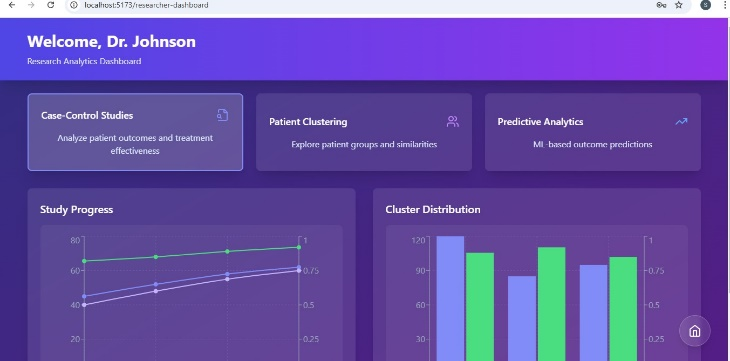 localhost:5173/researcher-dashboard
S
Welcome, Dr. Johnson
Research Analytics Dashboard
Case-Control Studies
Analyze patient outcomes and treatment
effectiveness
Patient Clustering
Explore patient groups and similarities
Predictive Analytics
ML-based outcome predictions
Study Progress
80
60
40
20
1
0.75
0.5
0.25
Cluster Distribution
120
90
60
30
1
0.75
0.5
0.25